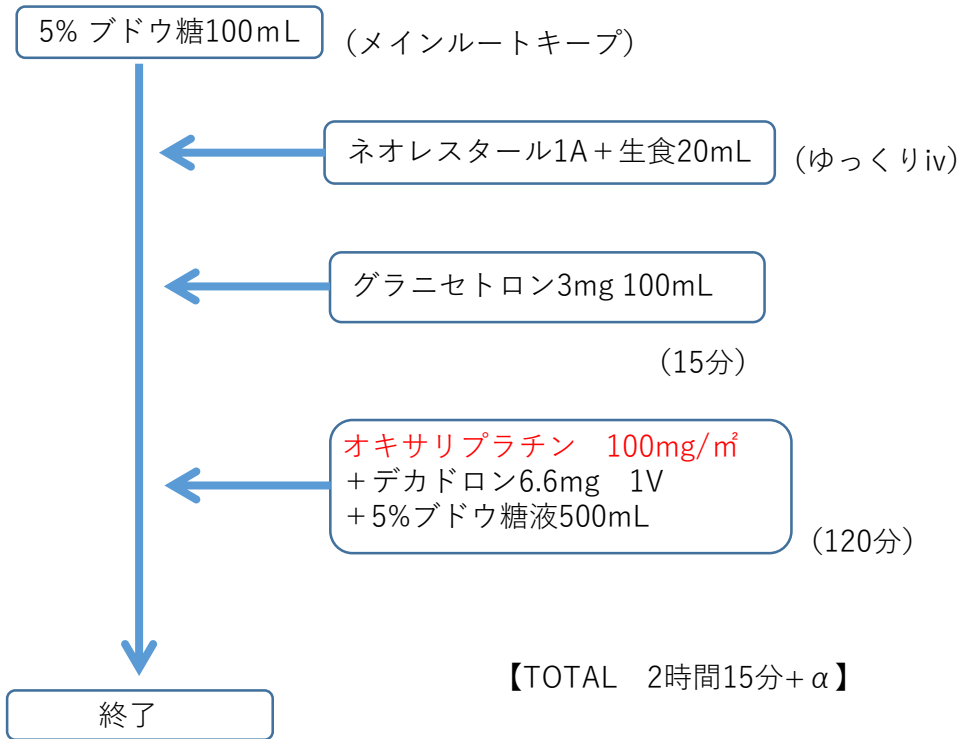 5% ブドウ糖100mL
(メインルートキープ)
ネオレスタール1A+生食20mL
(ゆっくりiv)
グラニセトロン3mg 100mL
(15分)
オキサリプラチン 100mg/㎡
+デカドロン6.6mg 1V
+5%ブドウ糖液500mL
(120分)
【TOTAL 2時間15分+α】
終了